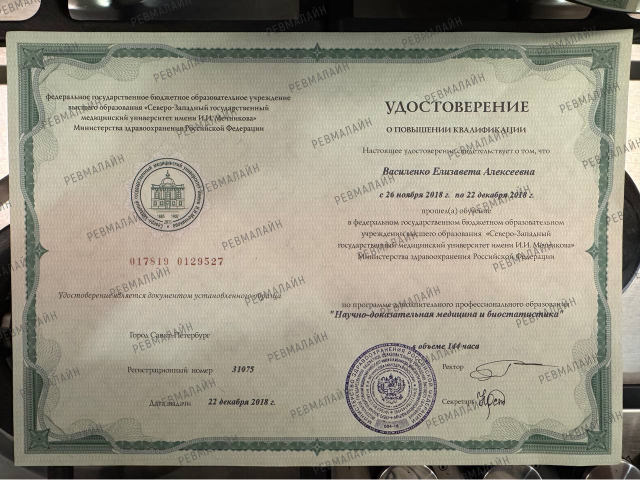 федеральное государственное бюджетное образовательное учреждение
высшего образования «Северо-Западный государственный
медицинский университет имени И.И. Мечникова»
Министерства здравоохранения Российской Федерации
017819 0129527
Удостоверение является документом установленного образца
Город Санкт-Петербург
Регистрационный номер 31075
Дата выдачи 22 декабря 2018 г.
УДОСТОВЕРЕНИЕ
О ПОВЫШЕНИИ КВАЛИФИКАЦИИ
Настоящее удостоверение свидетельствует о том, что
Василенко Елизавета Алексеевна
с 26 ноября 2018 г. по 22 декабря 2018 г.
прошел(а) обучение
в федеральном государственном бюджетном образовательном
учреждении высшего образования «Северо-Западный
государственный медицинский университет имени И.И. Мечникова»
Министерства здравоохранения Российской Федерации
по программе дополнительного профессионального образования
"Научно-доказательная медицина и биостатистика"
в объеме 144 часа
Ректор
Секретарь
РЕВМАЛАЙН